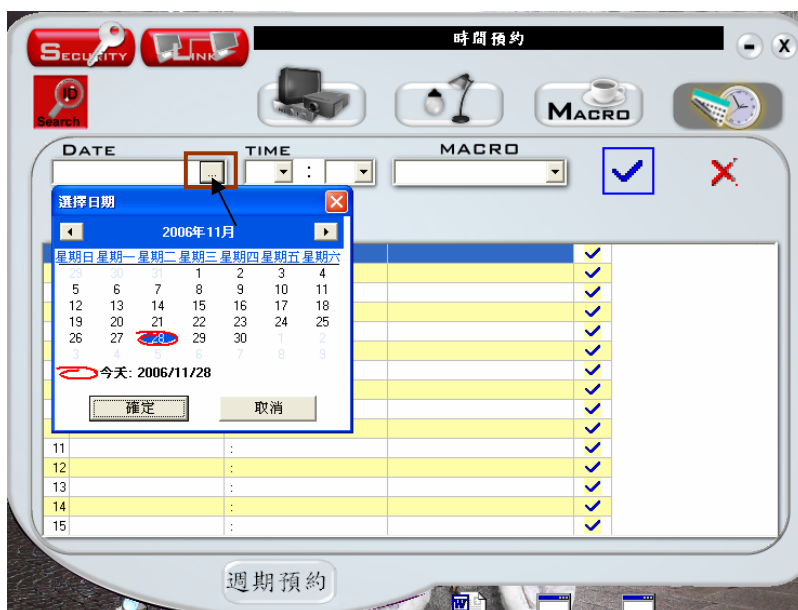 時間預約
SECURITY
LINK
- X
ID
Search
MACRO
DATE TIME MACRO
... :
選擇日期
2006年11月
星期日 星期一 星期二 星期三 星期四 星期五 星期六
29 30 31 1 2 3 4
5 6 7 8 9 10 11
12 13 14 15 16 17 18
19 20 21 22 23 24 25
26 27 28 29 30 1 2
3 4 5 6 7 8 9
今天: 2006/11/28
確定 取消
11 :
12 :
13 :
14 :
15 :
週期預約